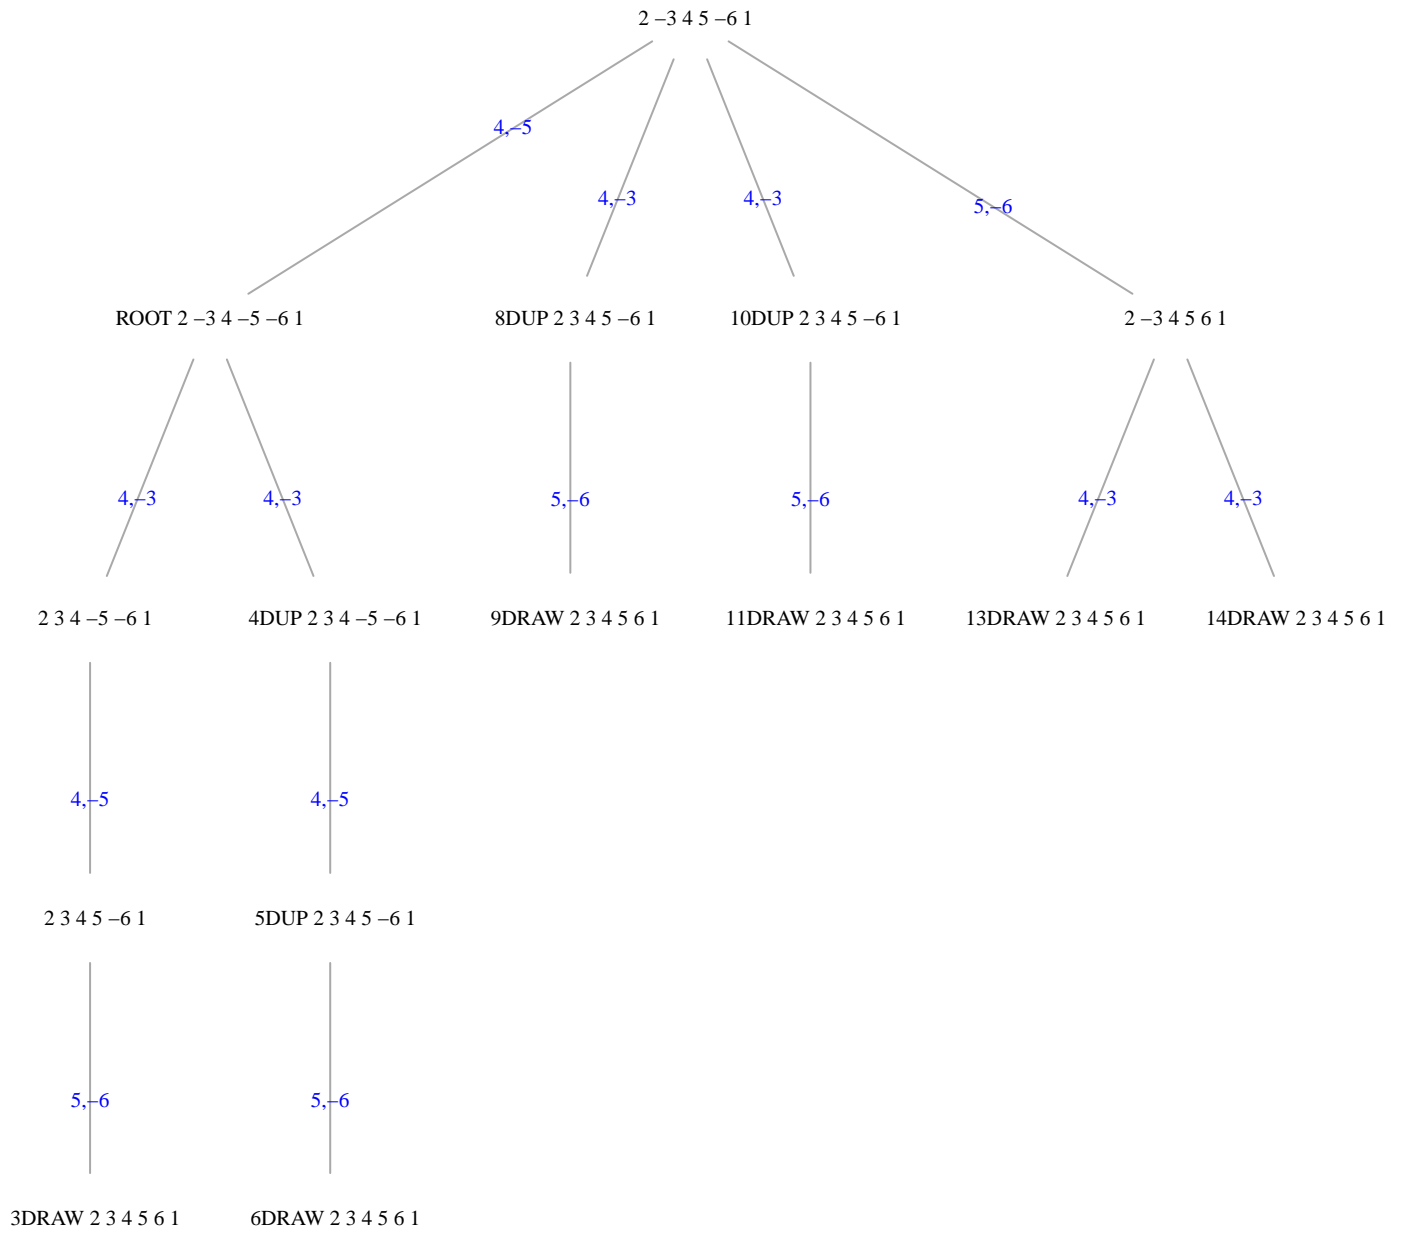 2 −3 4 5 −6 1
4,−5
4,−3
4,−3
5,−6
ROOT 2 −3 4 −5 −6 1
8DUP 2 3 4 5 −6 1
10DUP 2 3 4 5 −6 1
2 −3 4 5 6 1
4,−3
4,−3
5,−6
5,−6
4,−3
4,−3
2 3 4 −5 −6 1
4DUP 2 3 4 −5 −6 1
9DRAW 2 3 4 5 6 1
11DRAW 2 3 4 5 6 1
13DRAW 2 3 4 5 6 1
14DRAW 2 3 4 5 6 1
4,−5
4,−5
2 3 4 5 −6 1
5DUP 2 3 4 5 −6 1
5,−6
5,−6
3DRAW 2 3 4 5 6 1
6DRAW 2 3 4 5 6 1